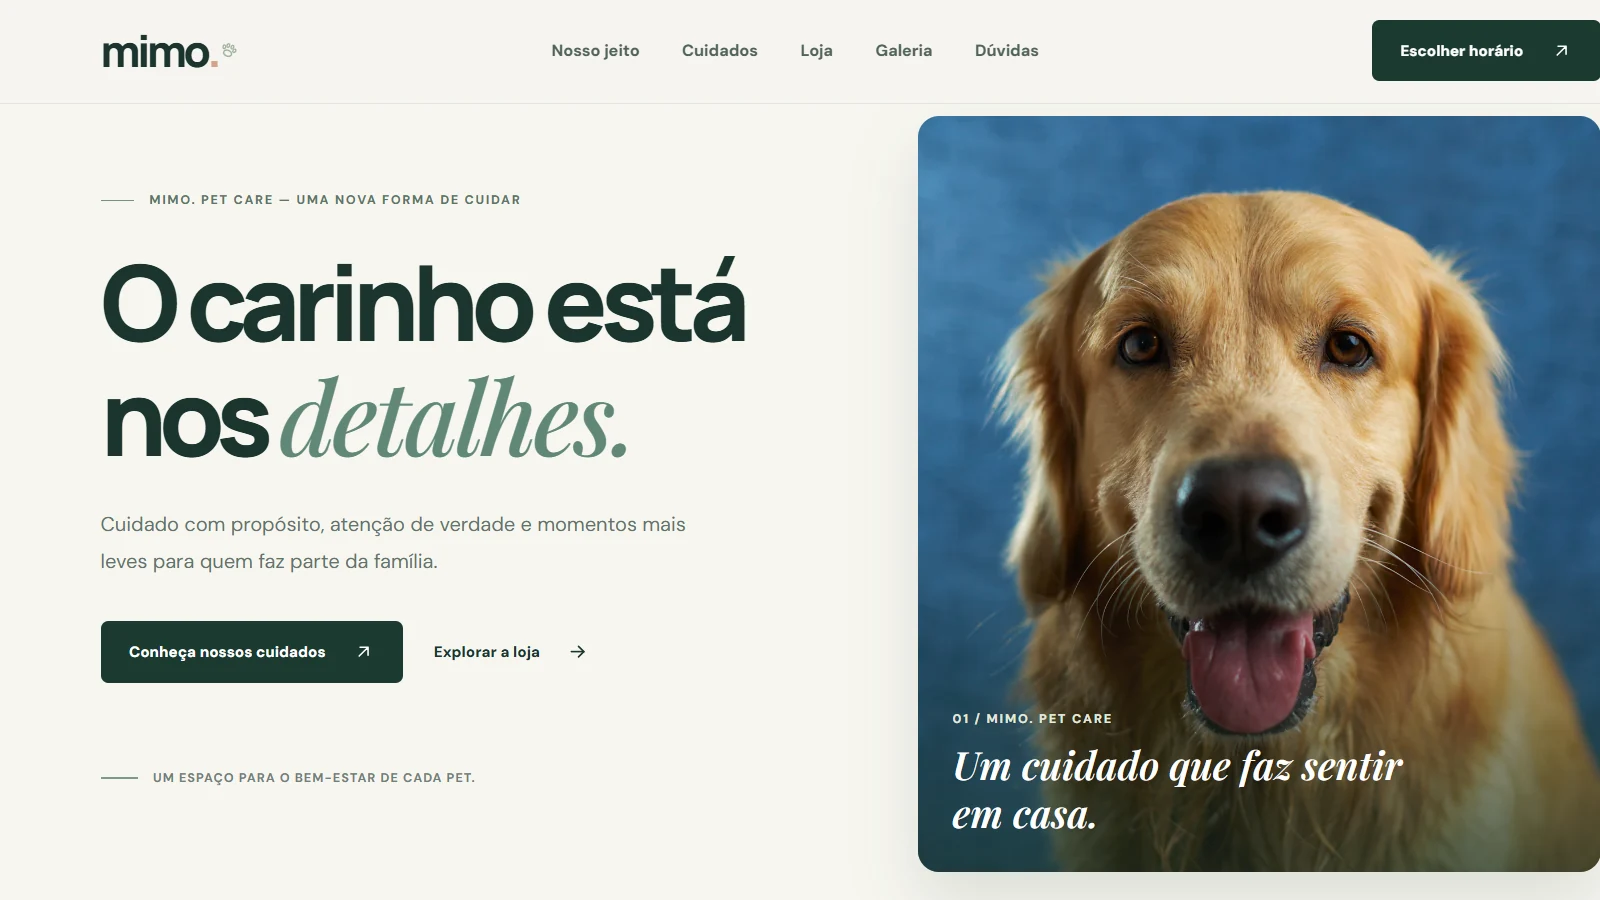 mimo.
Nosso jeito
Cuidados
Loja
Galeria
Dúvidas
Escolher horário
MIMO. PET CARE — UMA NOVA FORMA DE CUIDAR
O carinho está
nos detalhes.
Cuidado com propósito, atenção de verdade e momentos mais
leves para quem faz parte da família.
Conheça nossos cuidados
Explorar a loja
UM ESPAÇO PARA O BEM-ESTAR DE CADA PET.
01 / MIMO. PET CARE
Um cuidado que faz sentir
em casa.